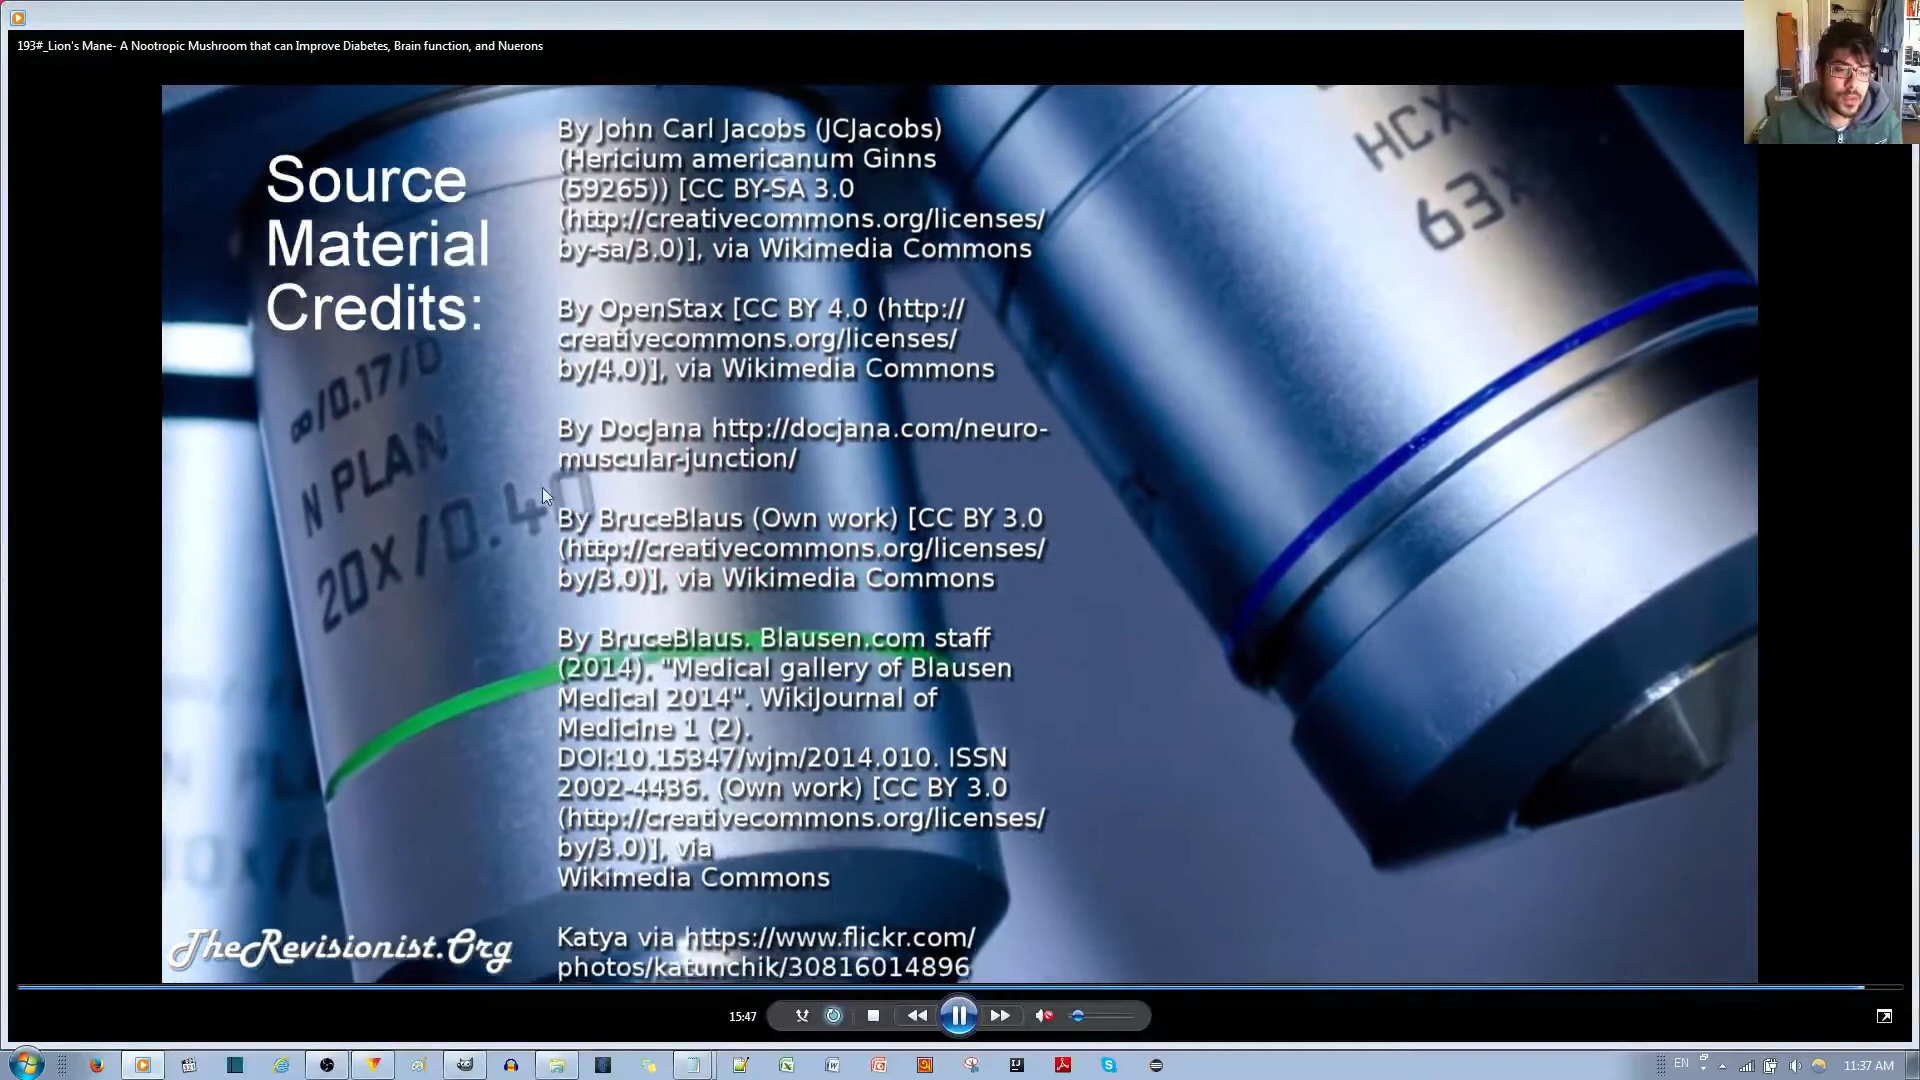 193#_Lion's Mane- A Nootropic Mushroom that can Improve Diabetes, Brain function, and Nuerons
Source
Material
Credits:
By John Carl Jacobs (JCJacobs)
(Hericium americanum Ginns
(59265)) [CC BY-SA 3.0
(http://creativecommons.org/licenses/
by-sa/3.0)], via Wikimedia Commons
By OpenStax [CC BY 4.0 (http://
creativecommons.org/licenses/
by/4.0)], via Wikimedia Commons
By DocJana http://docjana.com/neuro-
muscular-junction/
By BruceBlaus (Own work) [CC BY 3.0
(http://creativecommons.org/licenses/
by/3.0)], via Wikimedia Commons
By BruceBlaus. Blausen.com staff
(2014). "Medical gallery of Blausen
Medical 2014". WikiJournal of
Medicine 1 (2).
DOI:10.15347/wjm/2014.010. ISSN
2002-4436. (Own work) [CC BY 3.0
(http://creativecommons.org/licenses/
by/3.0)], via
Wikimedia Commons
Katya via https://www.flickr.com/
photos/katunchik/30816014896
∞/0.17/D
N PLAN
20X/0.40
HCX
63X
TheRevisionist.Org
15:47
EN
11:37 AM